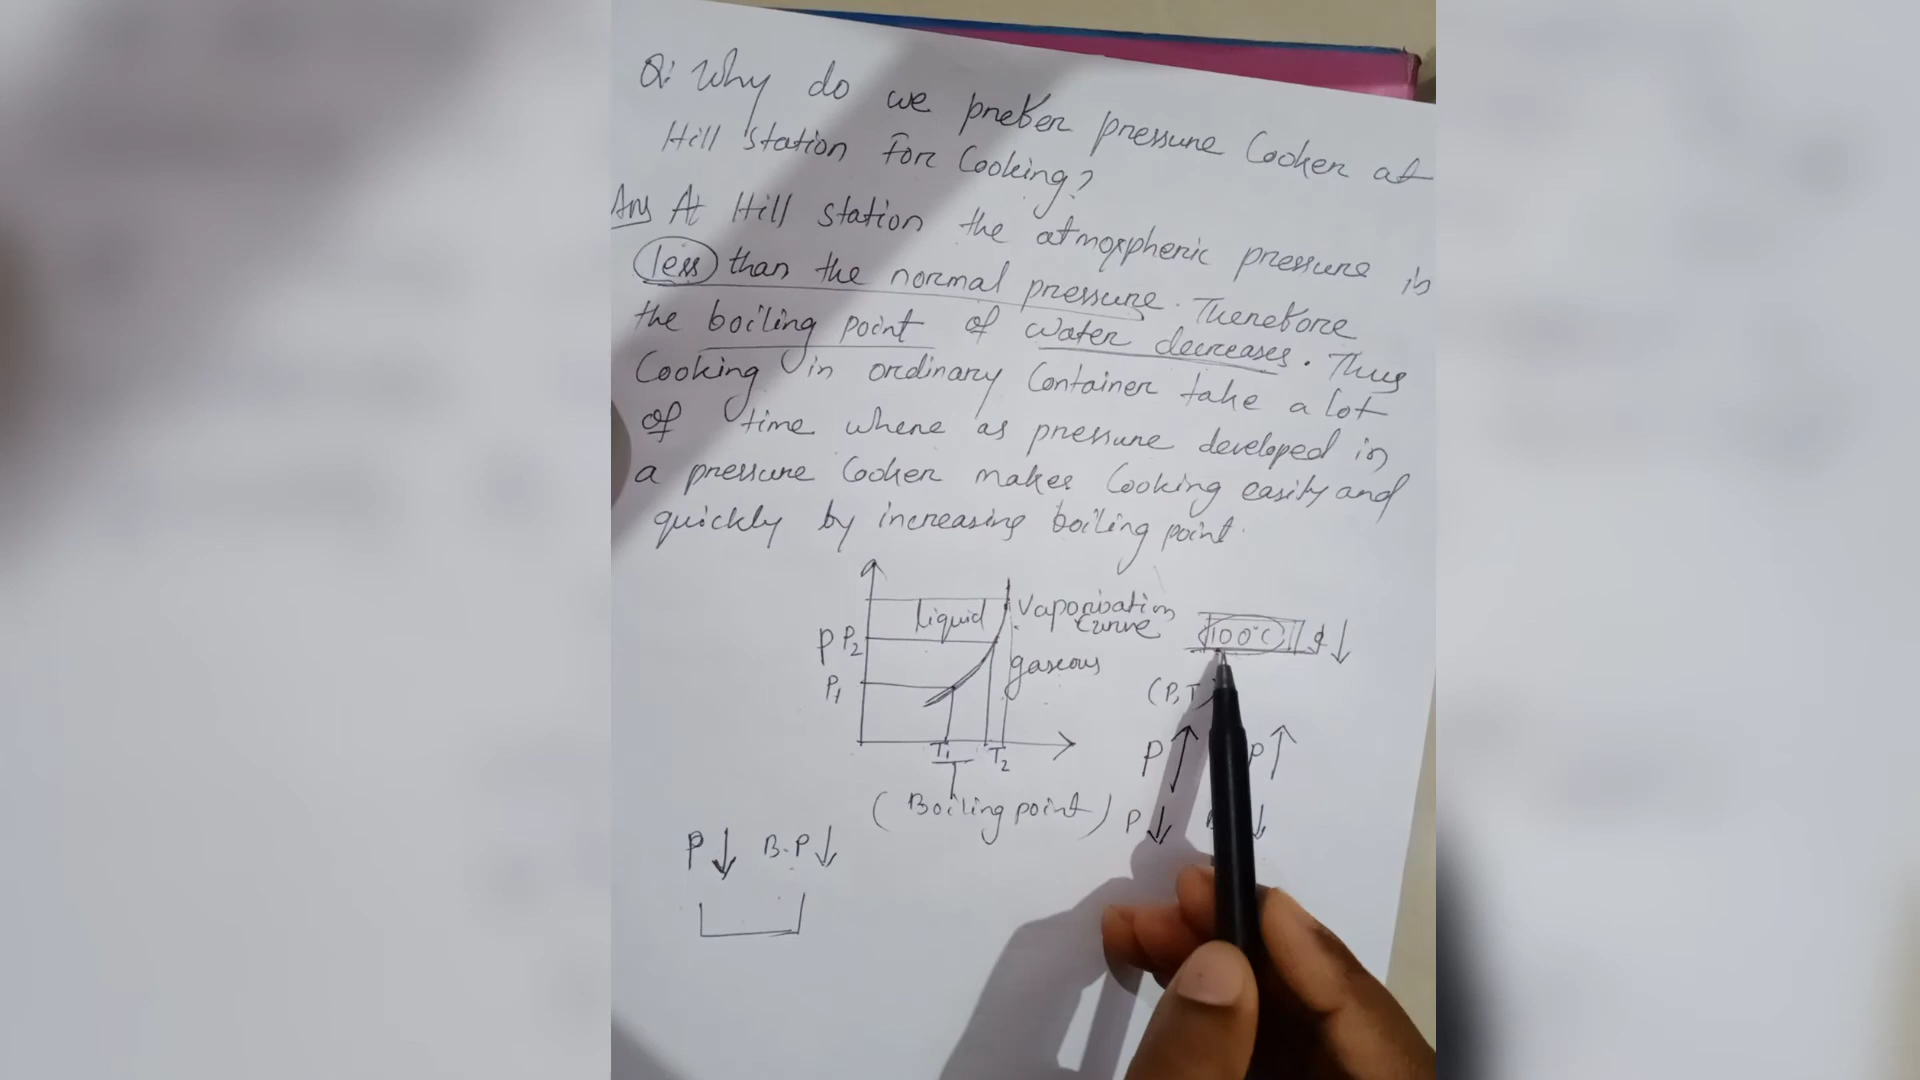 Q: Why do we prefer pressure Cooker at
Hill station For Cooking?
Ans At Hill station the atmospheric pressure is
less than the normal pressure. Therefore
the boiling point of water decreases. Thus
Cooking in ordinary Container take a lot
of time where as pressure developed in
a pressure Cooker makes Cooking easily and
quickly by increasing boiling point.
liquid
Vaporisation
Curve
gaseous
P P2
P1
T1 T2
T
(Boiling point)
100°C
(P,T)
P↑ P↑
P↓ ↓
P↓ B.P↓